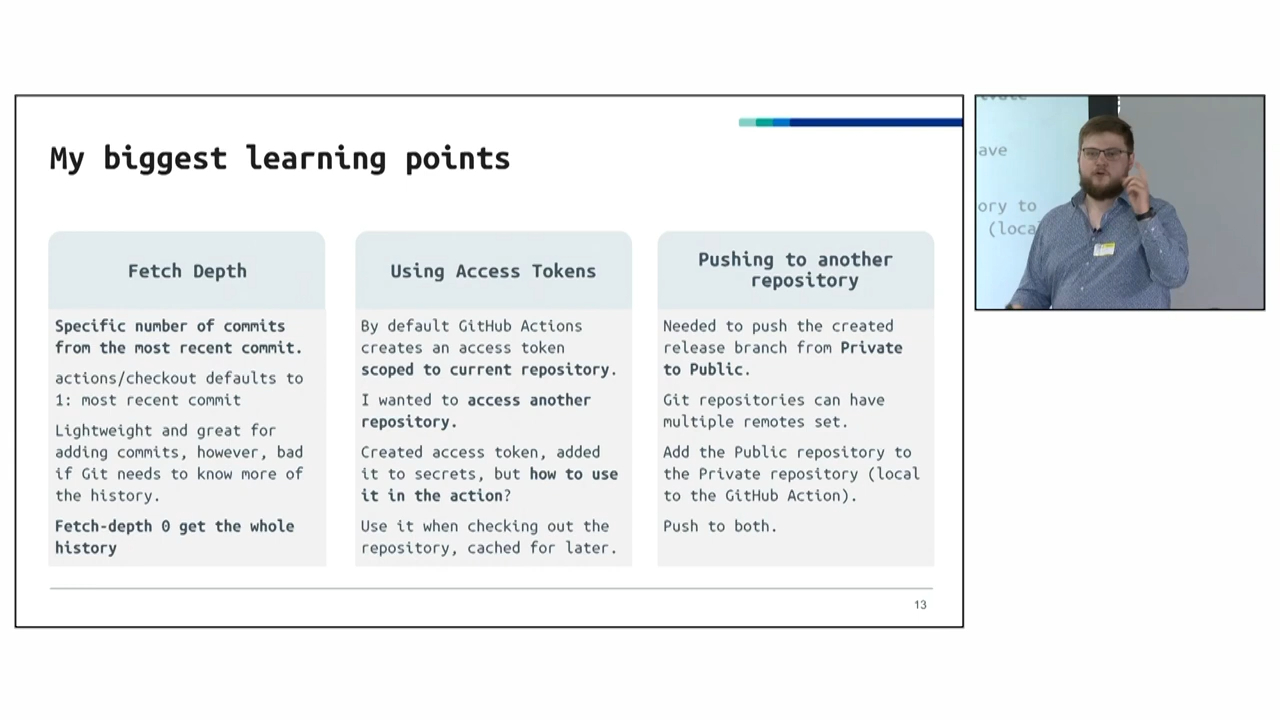 My biggest learning points
Fetch Depth
Specific number of commits
from the most recent commit.
actions/checkout defaults to
1: most recent commit
Lightweight and great for
adding commits, however, bad
if Git needs to know more of
the history.
Fetch-depth 0 get the whole
history
Using Access Tokens
By default GitHub Actions
creates an access token
scoped to current repository.
I wanted to access another
repository.
Created access token, added
it to secrets, but how to use
it in the action?
Use it when checking out the
repository, cached for later.
Pushing to another
repository
Needed to push the created
release branch from Private
to Public.
Git repositories can have
multiple remotes set.
Add the Public repository to
the Private repository (local
to the GitHub Action).
Push to both.
13
ave
ory to
(loca